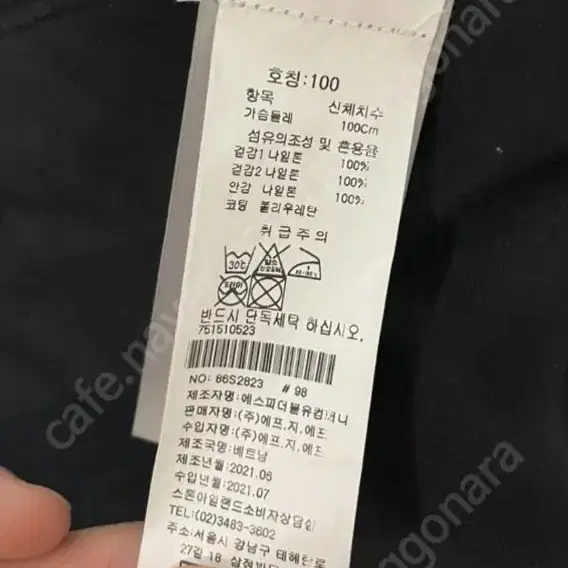 호칭:100
항목 신체치수
가슴둘레 100Cm
섬유의조성 및 혼용율
겉감1 나일론 100%
겉감2 나일론 100%
안감 나일론 100%
코팅 폴리우레탄
취급주의
30℃
반드시 단독세탁 하십시오.
751510523
NO: 86S2823 # 98
제조자명:에스피더블유컴퍼니
판매자명:(주)에프.지.에프
수입자명:(주)에프.지.에프
제조국명:베트남
제조년월:2021.06
수입년월:2021.07
스톤아일랜드소비자상담실
TEL:(02)3483-3602
주소:서울시 강남구 테헤란로
27길 18
cafe.nav
ggonara
ggonara